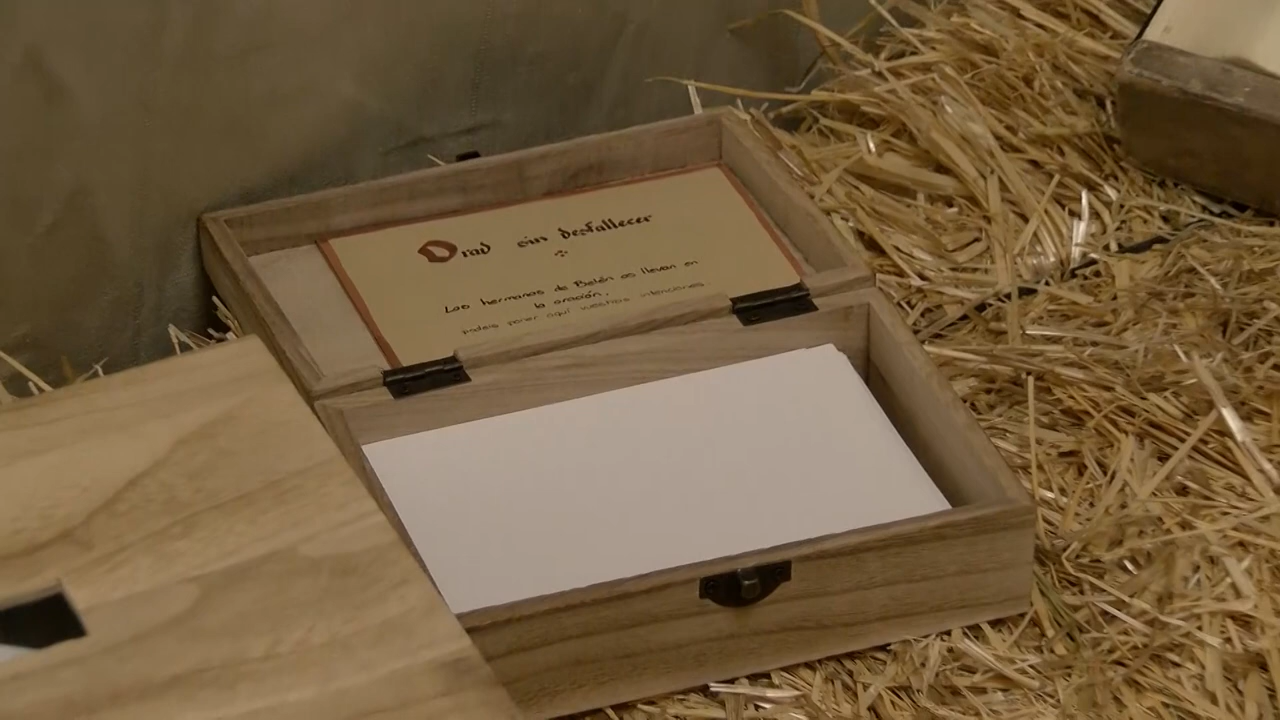 Orad sin desfallecer
Los hermanos de Belén os llevan en
la oración.
podéis poner aquí vuestras intenciones